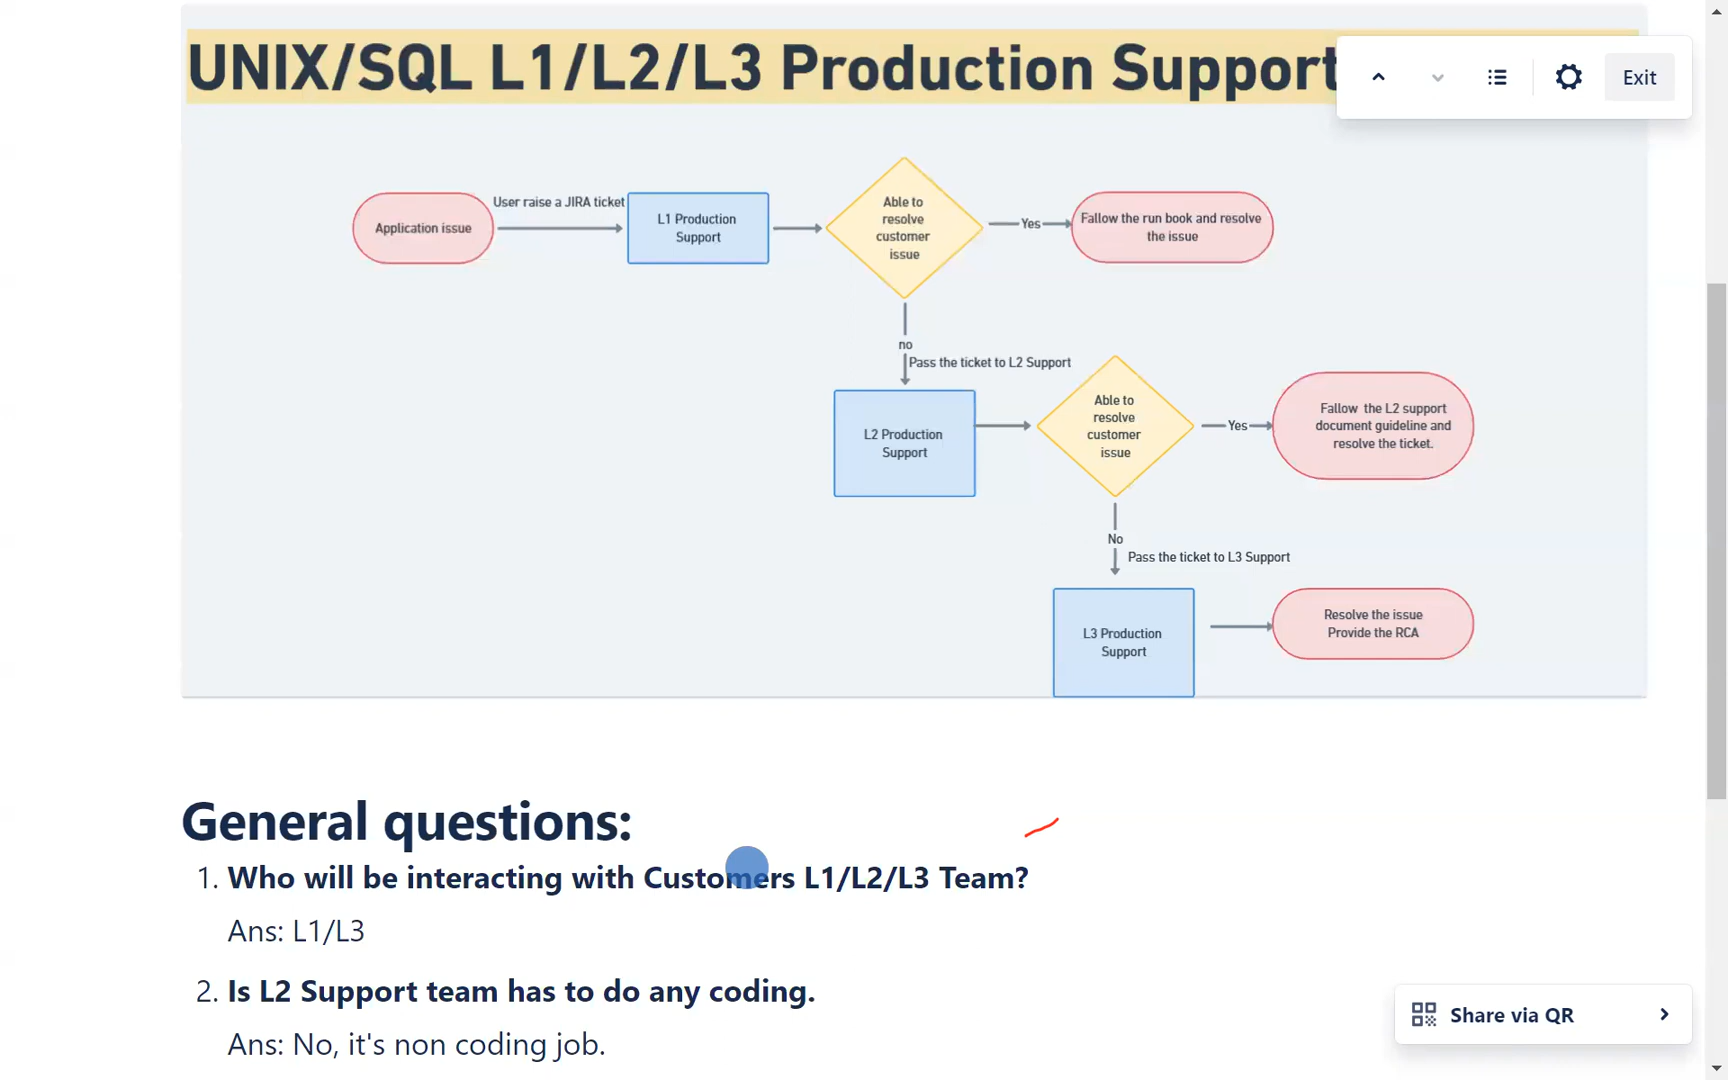 UNIX/SQL L1/L2/L3 Production Support
Exit
Application issue
User raise a JIRA ticket
L1 Production
Support
Able to
resolve
customer
issue
Yes
Fallow the run book and resolve
the issue
no
Pass the ticket to L2 Support
L2 Production
Support
Able to
resolve
customer
issue
Yes
Fallow the L2 support
document guideline and
resolve the ticket.
No
Pass the ticket to L3 Support
L3 Production
Support
Resolve the issue
Provide the RCA
General questions:
1. Who will be interacting with Customers L1/L2/L3 Team?
Ans: L1/L3
2. Is L2 Support team has to do any coding.
Ans: No, it's non coding job.
Share via QR